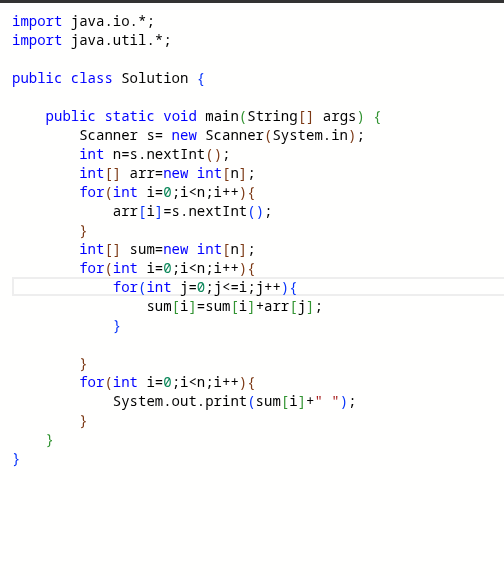 import java.io.*;
import java.util.*;

public class Solution {

    public static void main(String[] args) {
        Scanner s= new Scanner(System.in);
        int n=s.nextInt();
        int[] arr=new int[n];
        for(int i=0;i<n;i++){
            arr[i]=s.nextInt();
        }
        int[] sum=new int[n];
        for(int i=0;i<n;i++){
            for(int j=0;j<=i;j++){
                sum[i]=sum[i]+arr[j];
            }

        }
        for(int i=0;i<n;i++){
            System.out.print(sum[i]+" ");
        }
    }
}